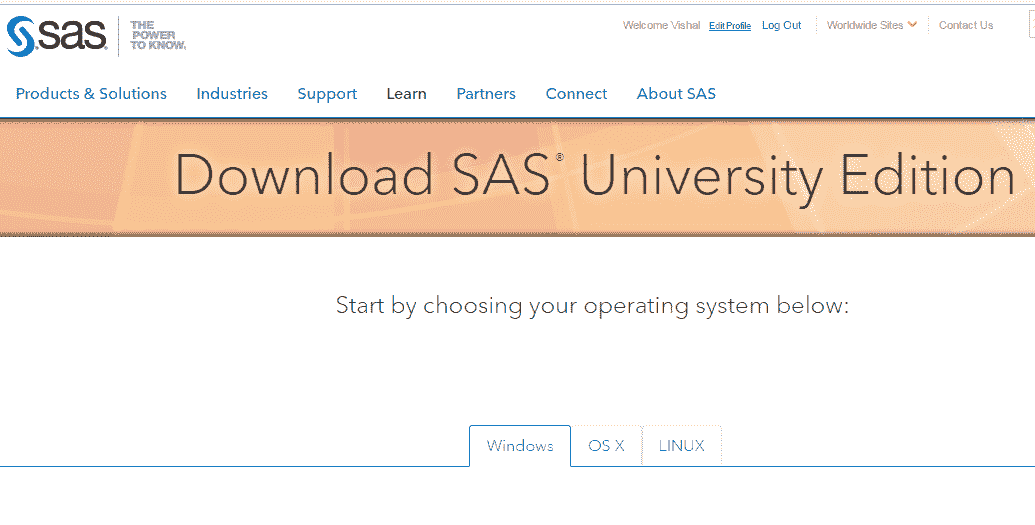 sas THE POWER TO KNOW.
Welcome Vishal Edit Profile Log Out Worldwide Sites Contact Us
Products & Solutions Industries Support Learn Partners Connect About SAS
Download SAS® University Edition
Start by choosing your operating system below:
Windows OS X LINUX